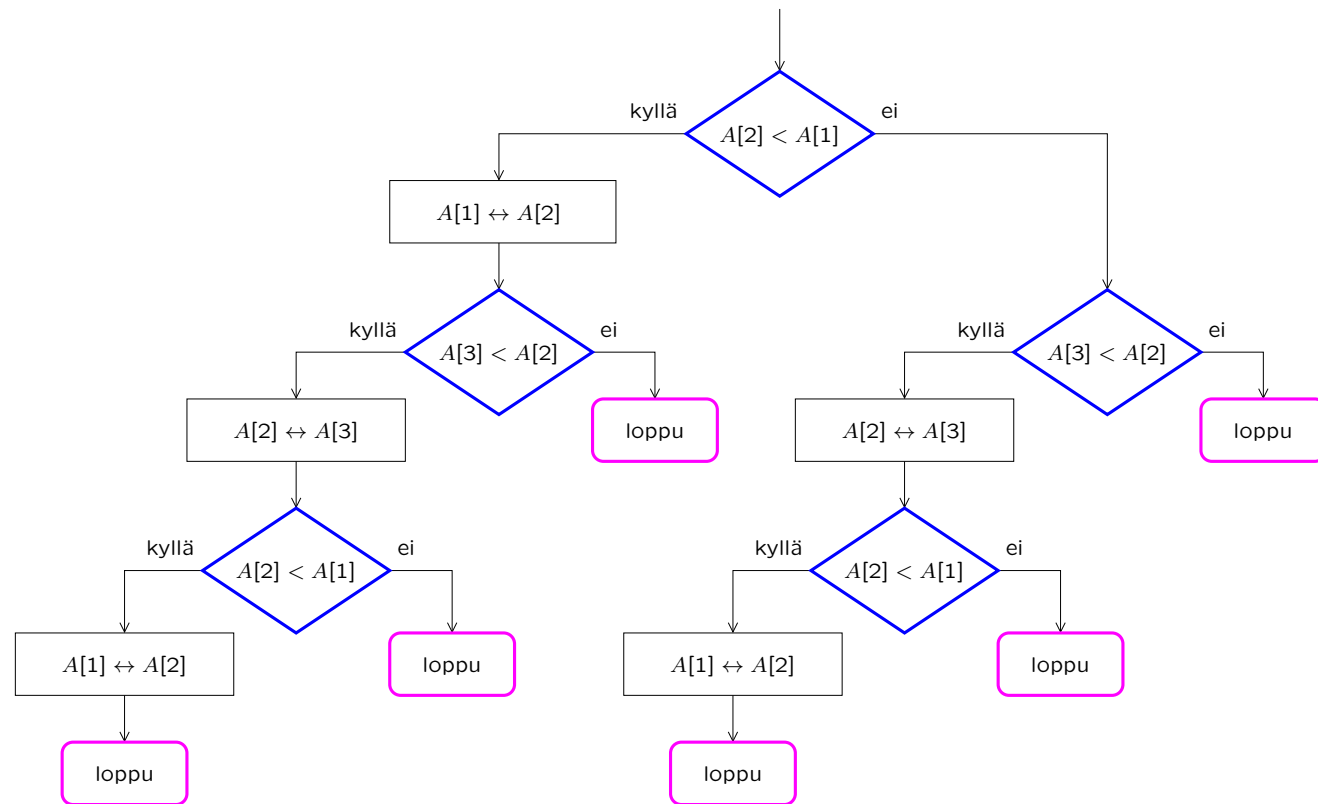 kyllä
ei
A[2] < A[1]
A[1] ↔ A[2]
kyllä
ei
A[3] < A[2]
kyllä
ei
A[3] < A[2]
A[2] ↔ A[3]
loppu
A[2] ↔ A[3]
loppu
kyllä
ei
A[2] < A[1]
kyllä
ei
A[2] < A[1]
A[1] ↔ A[2]
loppu
A[1] ↔ A[2]
loppu
loppu
loppu